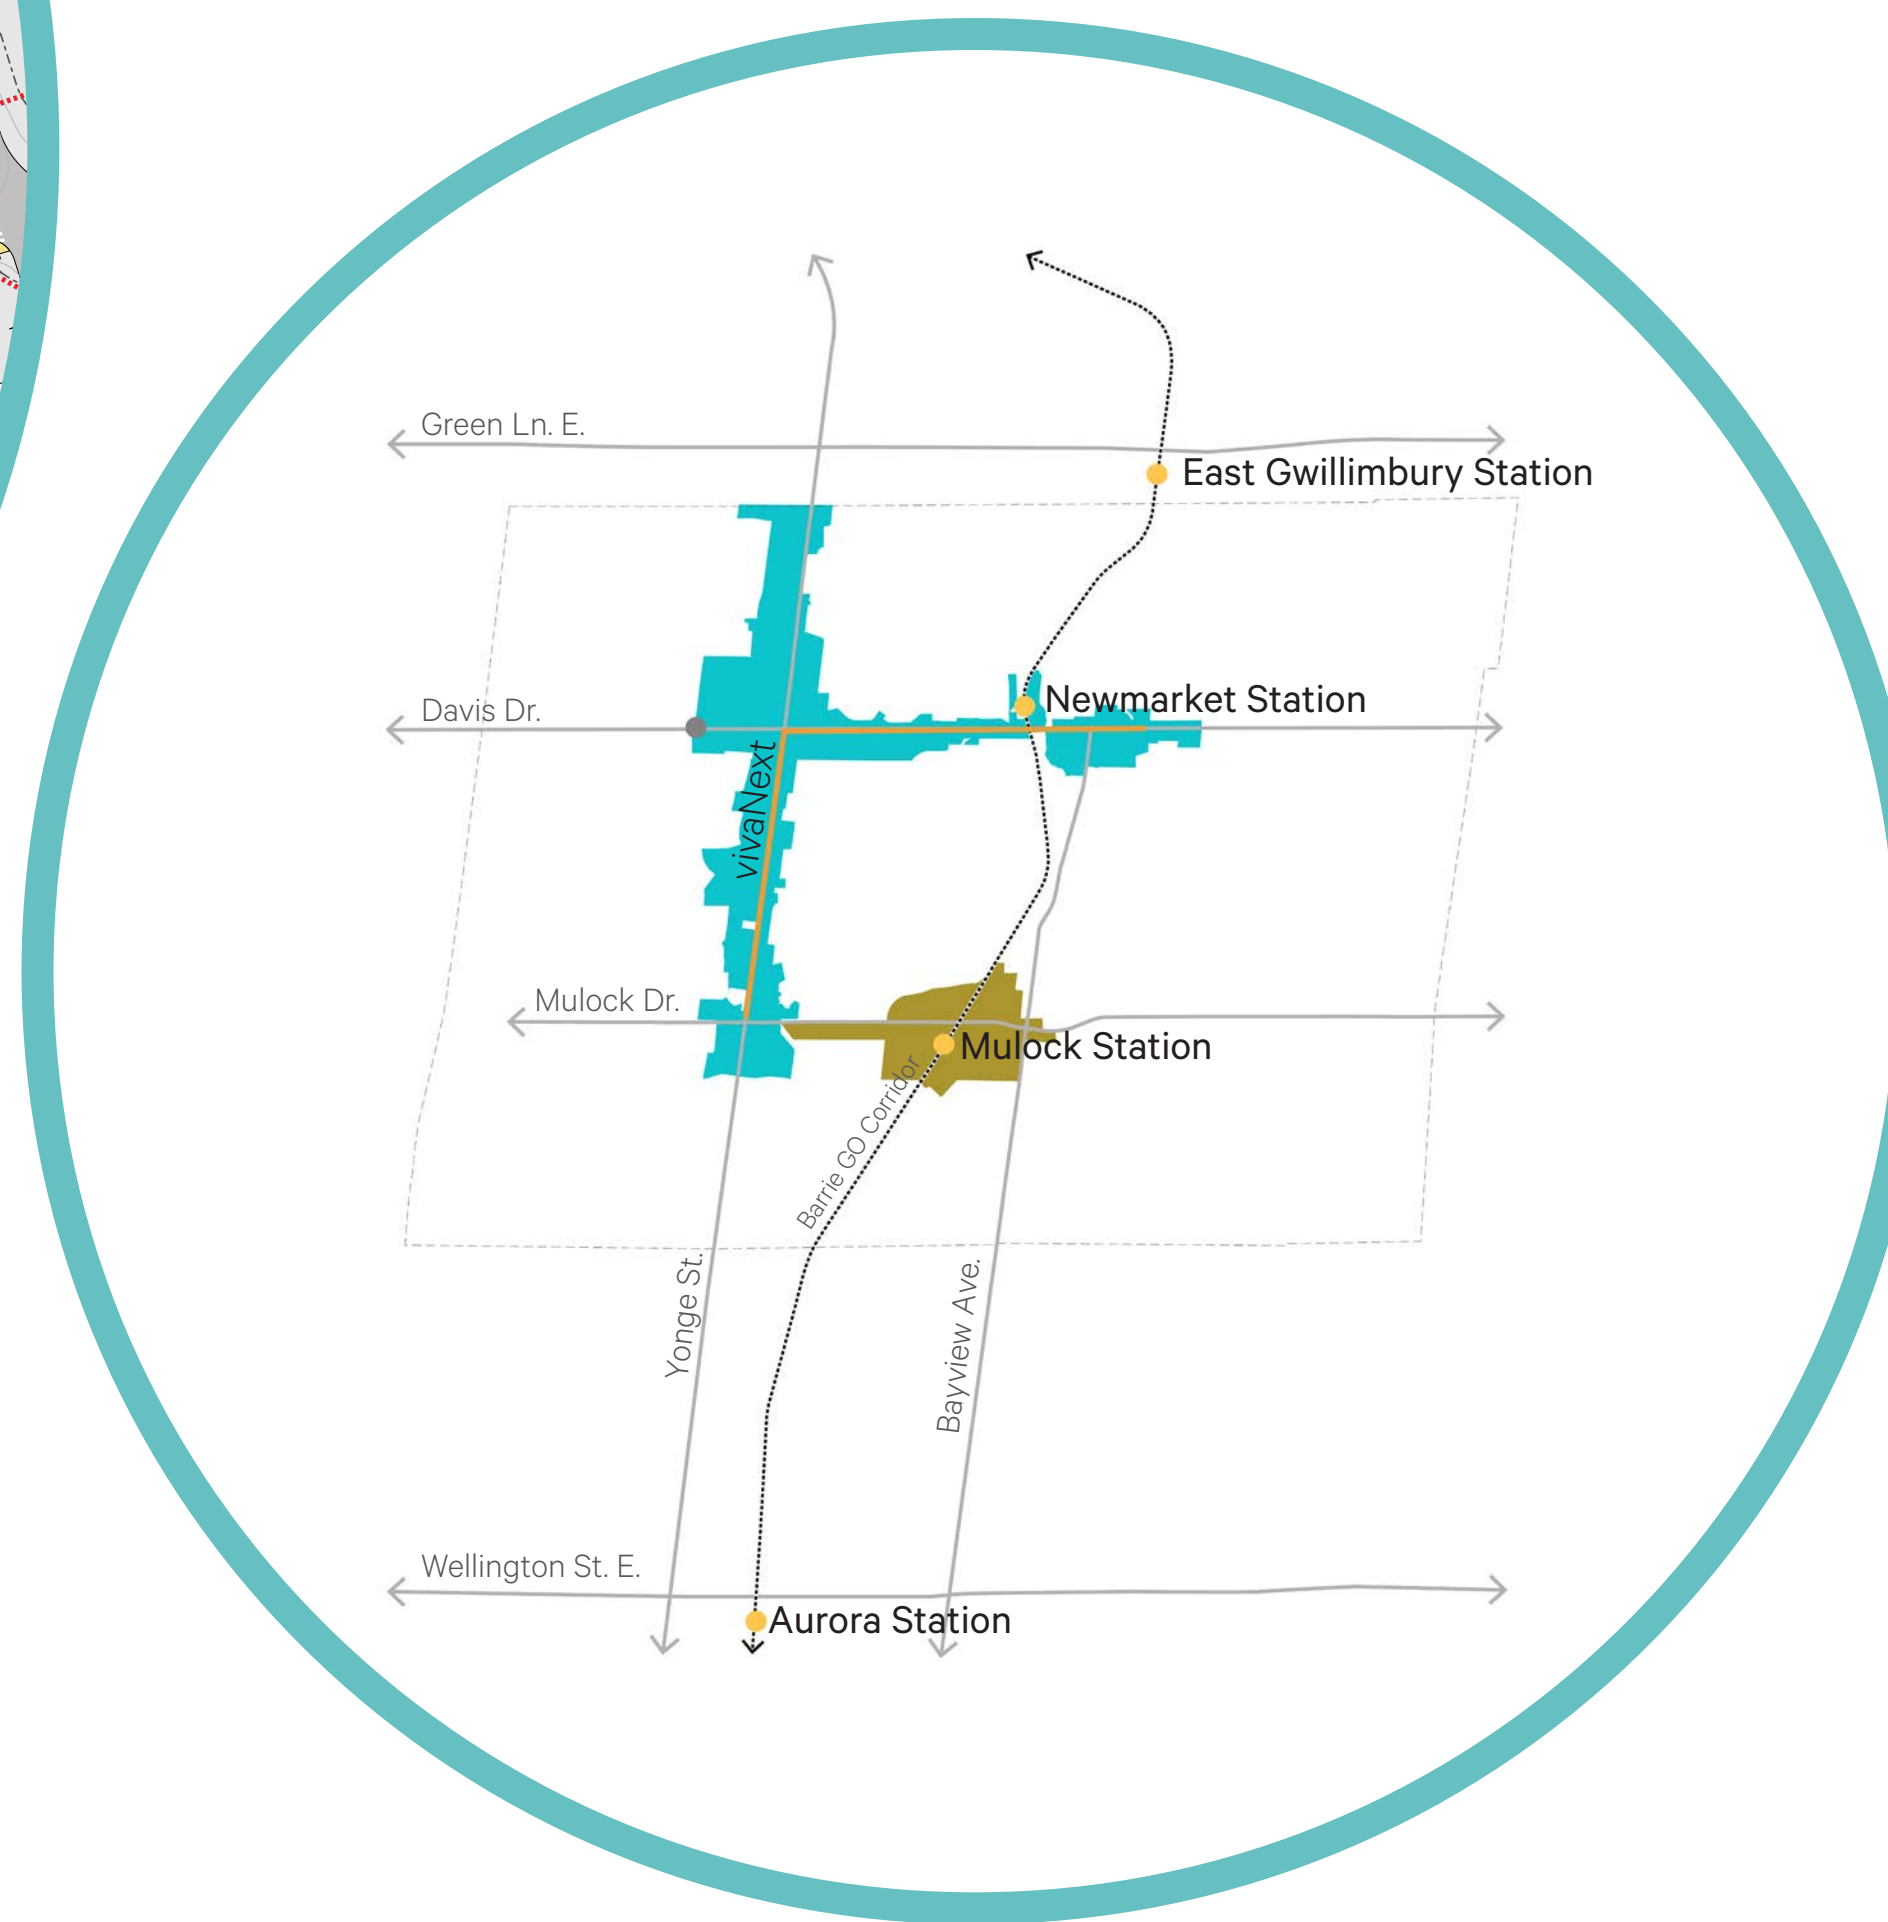 Green Ln. E.
East Gwillimbury Station
Newmarket Station
Davis Dr.
vivaNext
Mulock Dr.
Mulock Station
Barrie GO Corridor
Yonge St.
Bayview Ave.
Wellington St. E.
Aurora Station